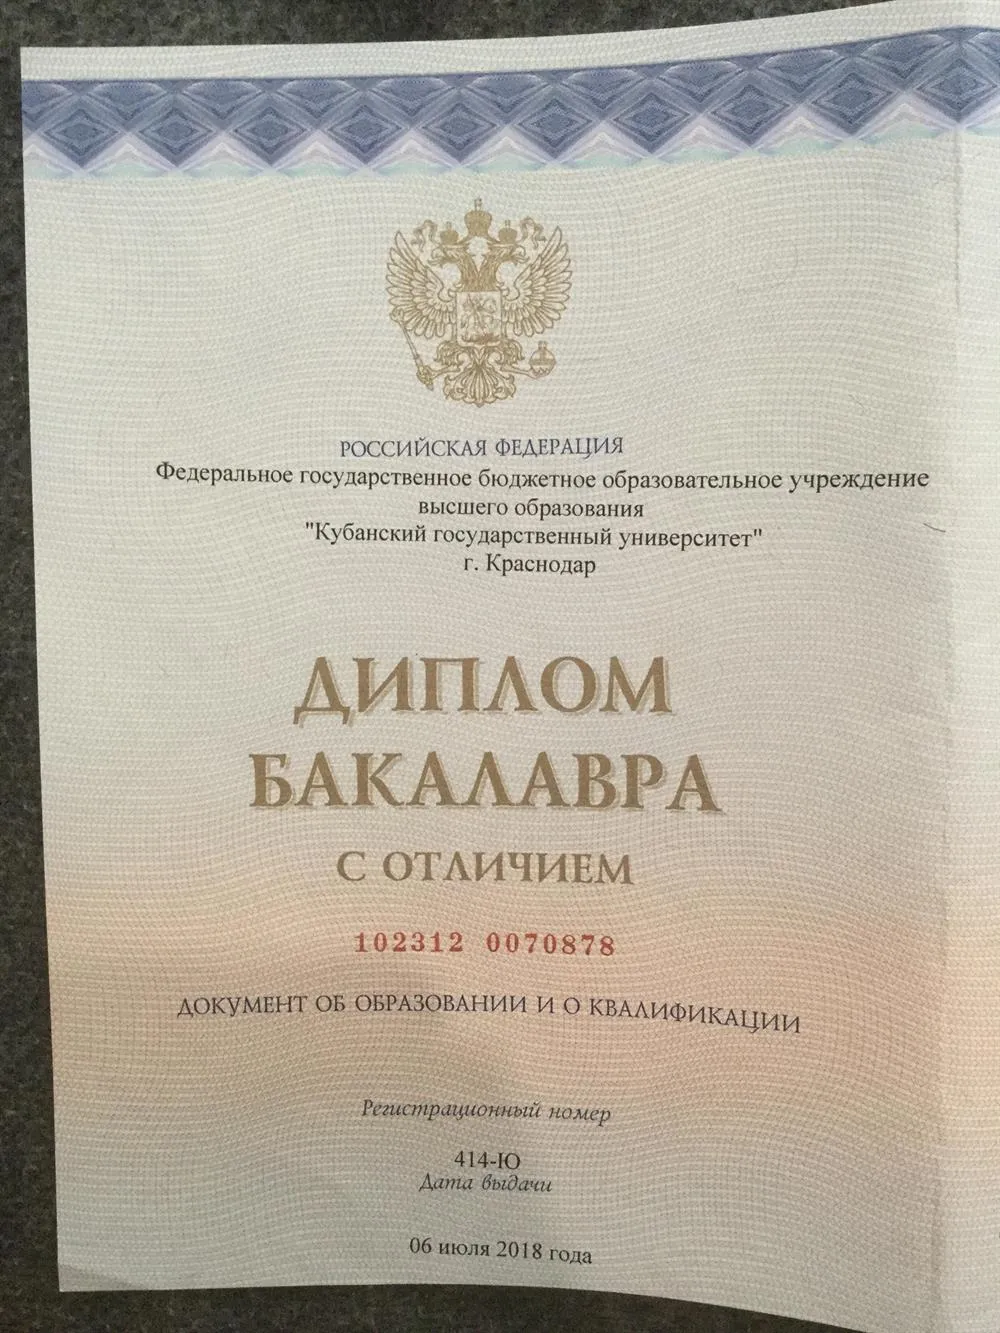 РОССИЙСКАЯ ФЕДЕРАЦИЯ
Федеральное государственное бюджетное образовательное учреждение
высшего образования
"Кубанский государственный университет"
г. Краснодар
ДИПЛОМ
БАКАЛАВРА
С ОТЛИЧИЕМ
102312 0070878
ДОКУМЕНТ ОБ ОБРАЗОВАНИИ И О КВАЛИФИКАЦИИ
Регистрационный номер
414-Ю
Дата выдачи
06 июля 2018 года